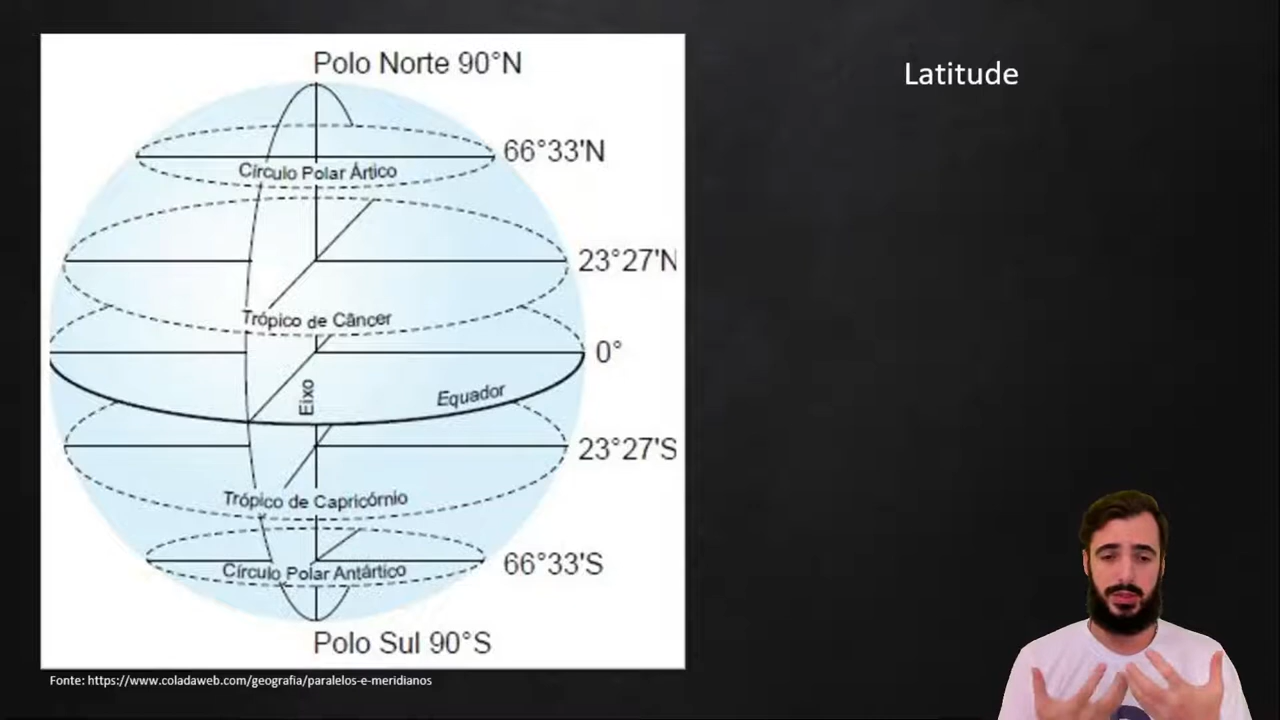 Polo Norte 90°N
Latitude
66°33'N
Círculo Polar Ártico
23°27'N
Trópico de Câncer
0°
Eixo
Equador
23°27'S
Trópico de Capricórnio
66°33'S
Círculo Polar Antártico
Polo Sul 90°S
Fonte: https://www.coladaweb.com/geografia/paralelos-e-meridianos